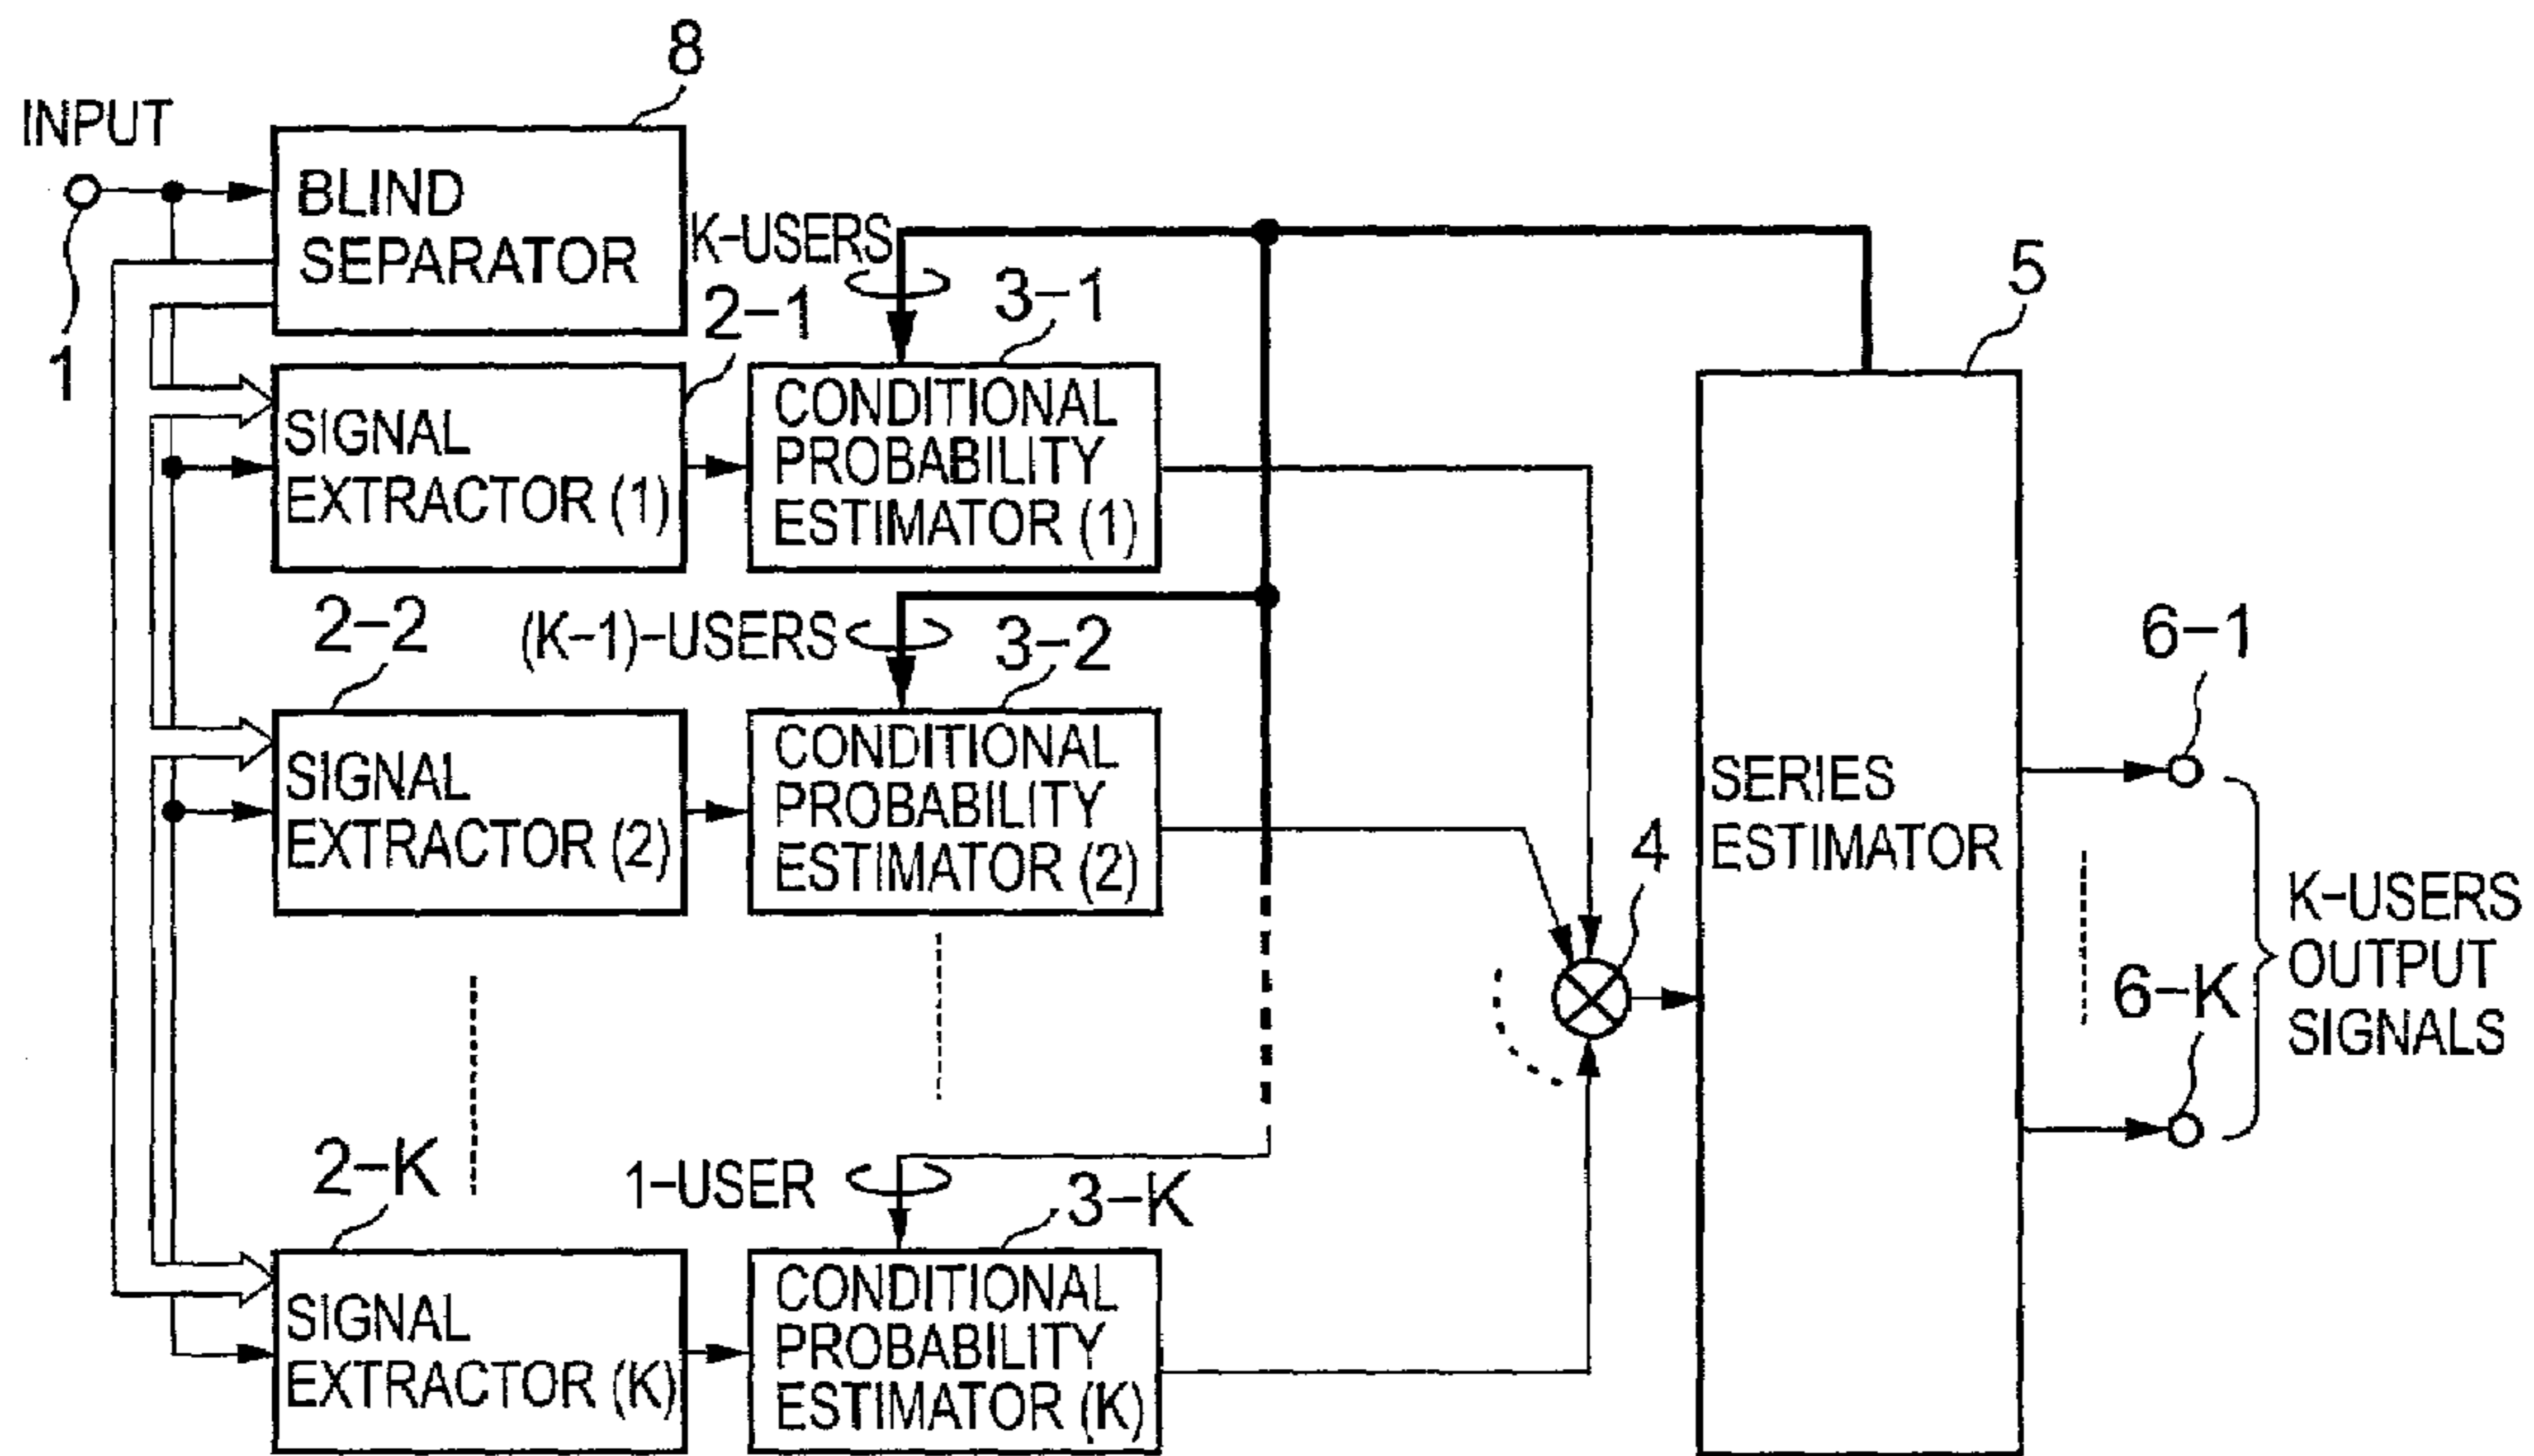 8
INPUT
BLIND
SEPARATOR
1
K-USERS
2-1
3-1
5
SIGNAL
EXTRACTOR (1)
CONDITIONAL
PROBABILITY
ESTIMATOR (1)
2-2
(K-1)-USERS
3-2
SIGNAL
EXTRACTOR (2)
CONDITIONAL
PROBABILITY
ESTIMATOR (2)
4
SERIES
ESTIMATOR
6-1
6-K
K-USERS
OUTPUT
SIGNALS
2-K
1-USER
3-K
SIGNAL
EXTRACTOR (K)
CONDITIONAL
PROBABILITY
ESTIMATOR (K)